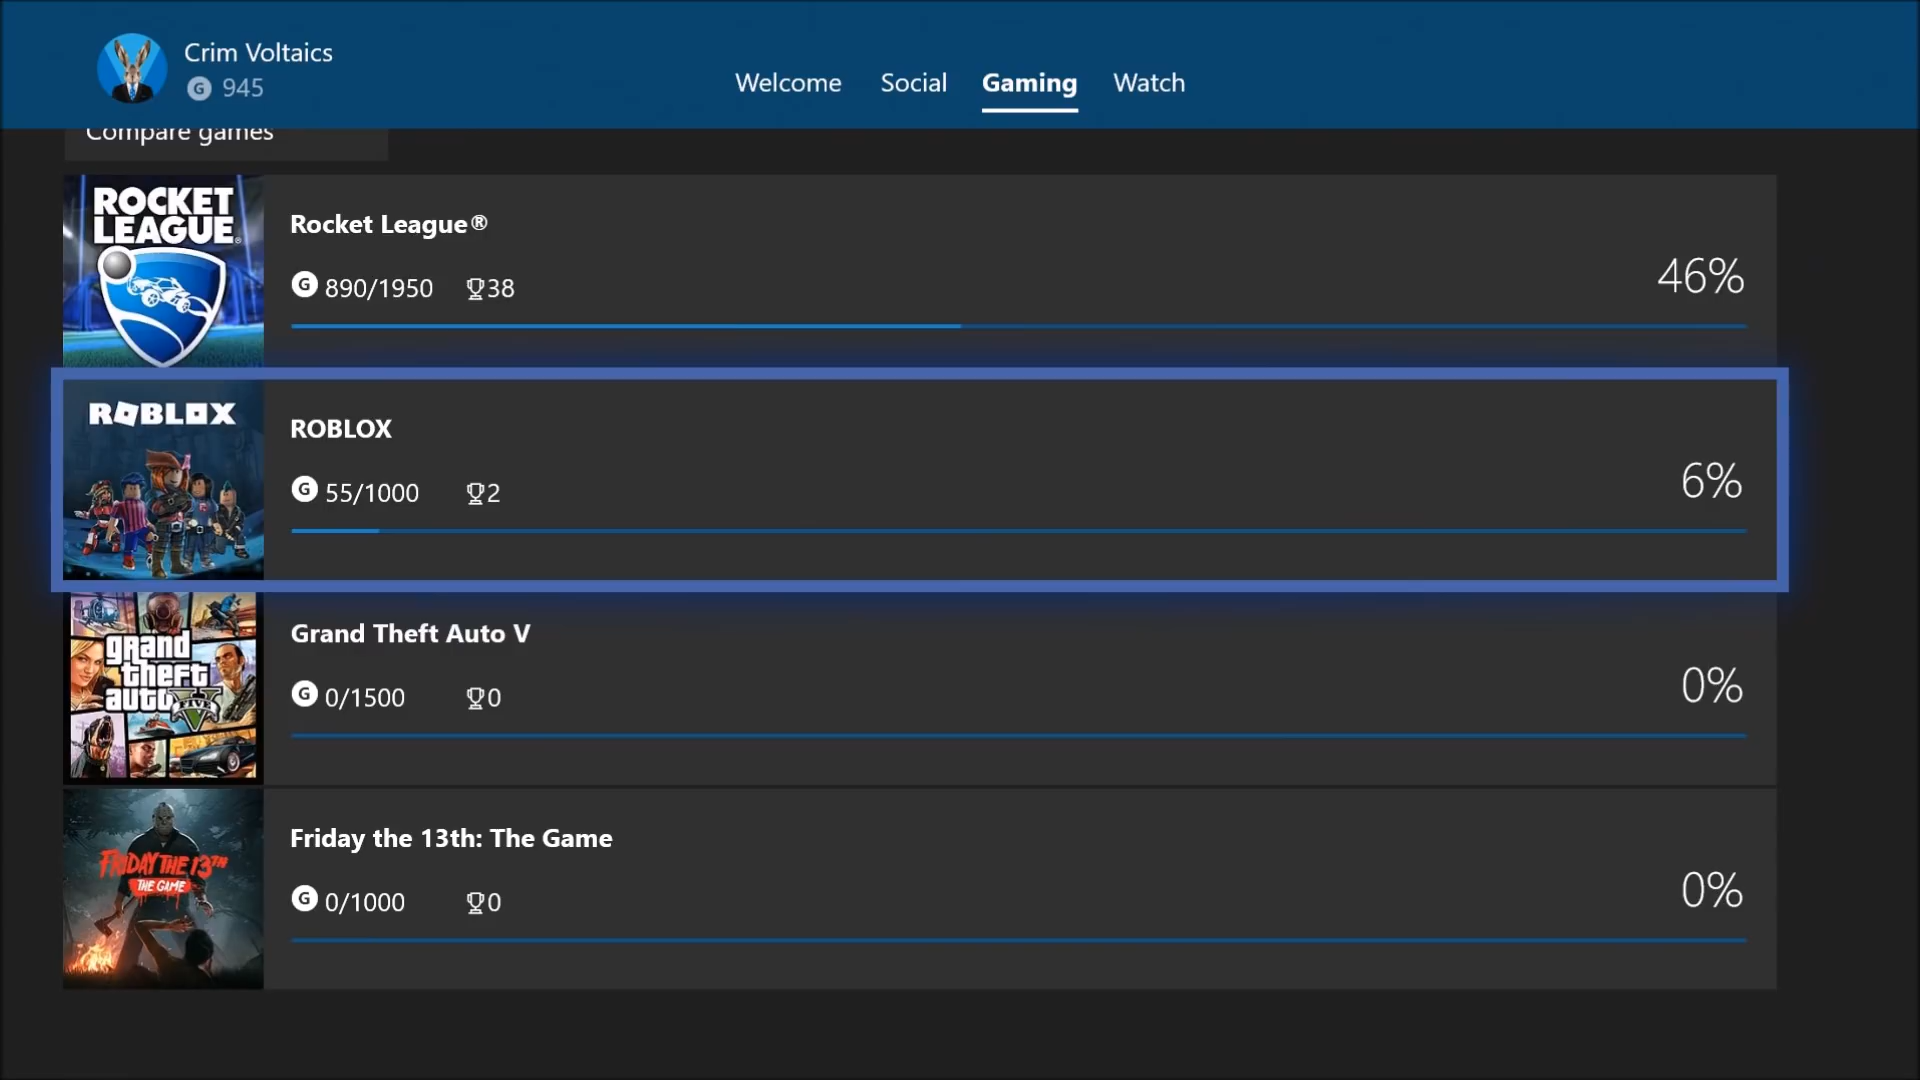 Crim Voltaics
G 945
Welcome Social Gaming Watch
Compare games
ROCKET
LEAGUE®
Rocket League®
G 890/1950 38
46%
ROBLOX
ROBLOX
G 55/1000 2
6%
grand
theft
auto
FIVE
Grand Theft Auto V
G 0/1500 0
0%
FRIDAY THE 13TH
THE GAME
Friday the 13th: The Game
G 0/1000 0
0%